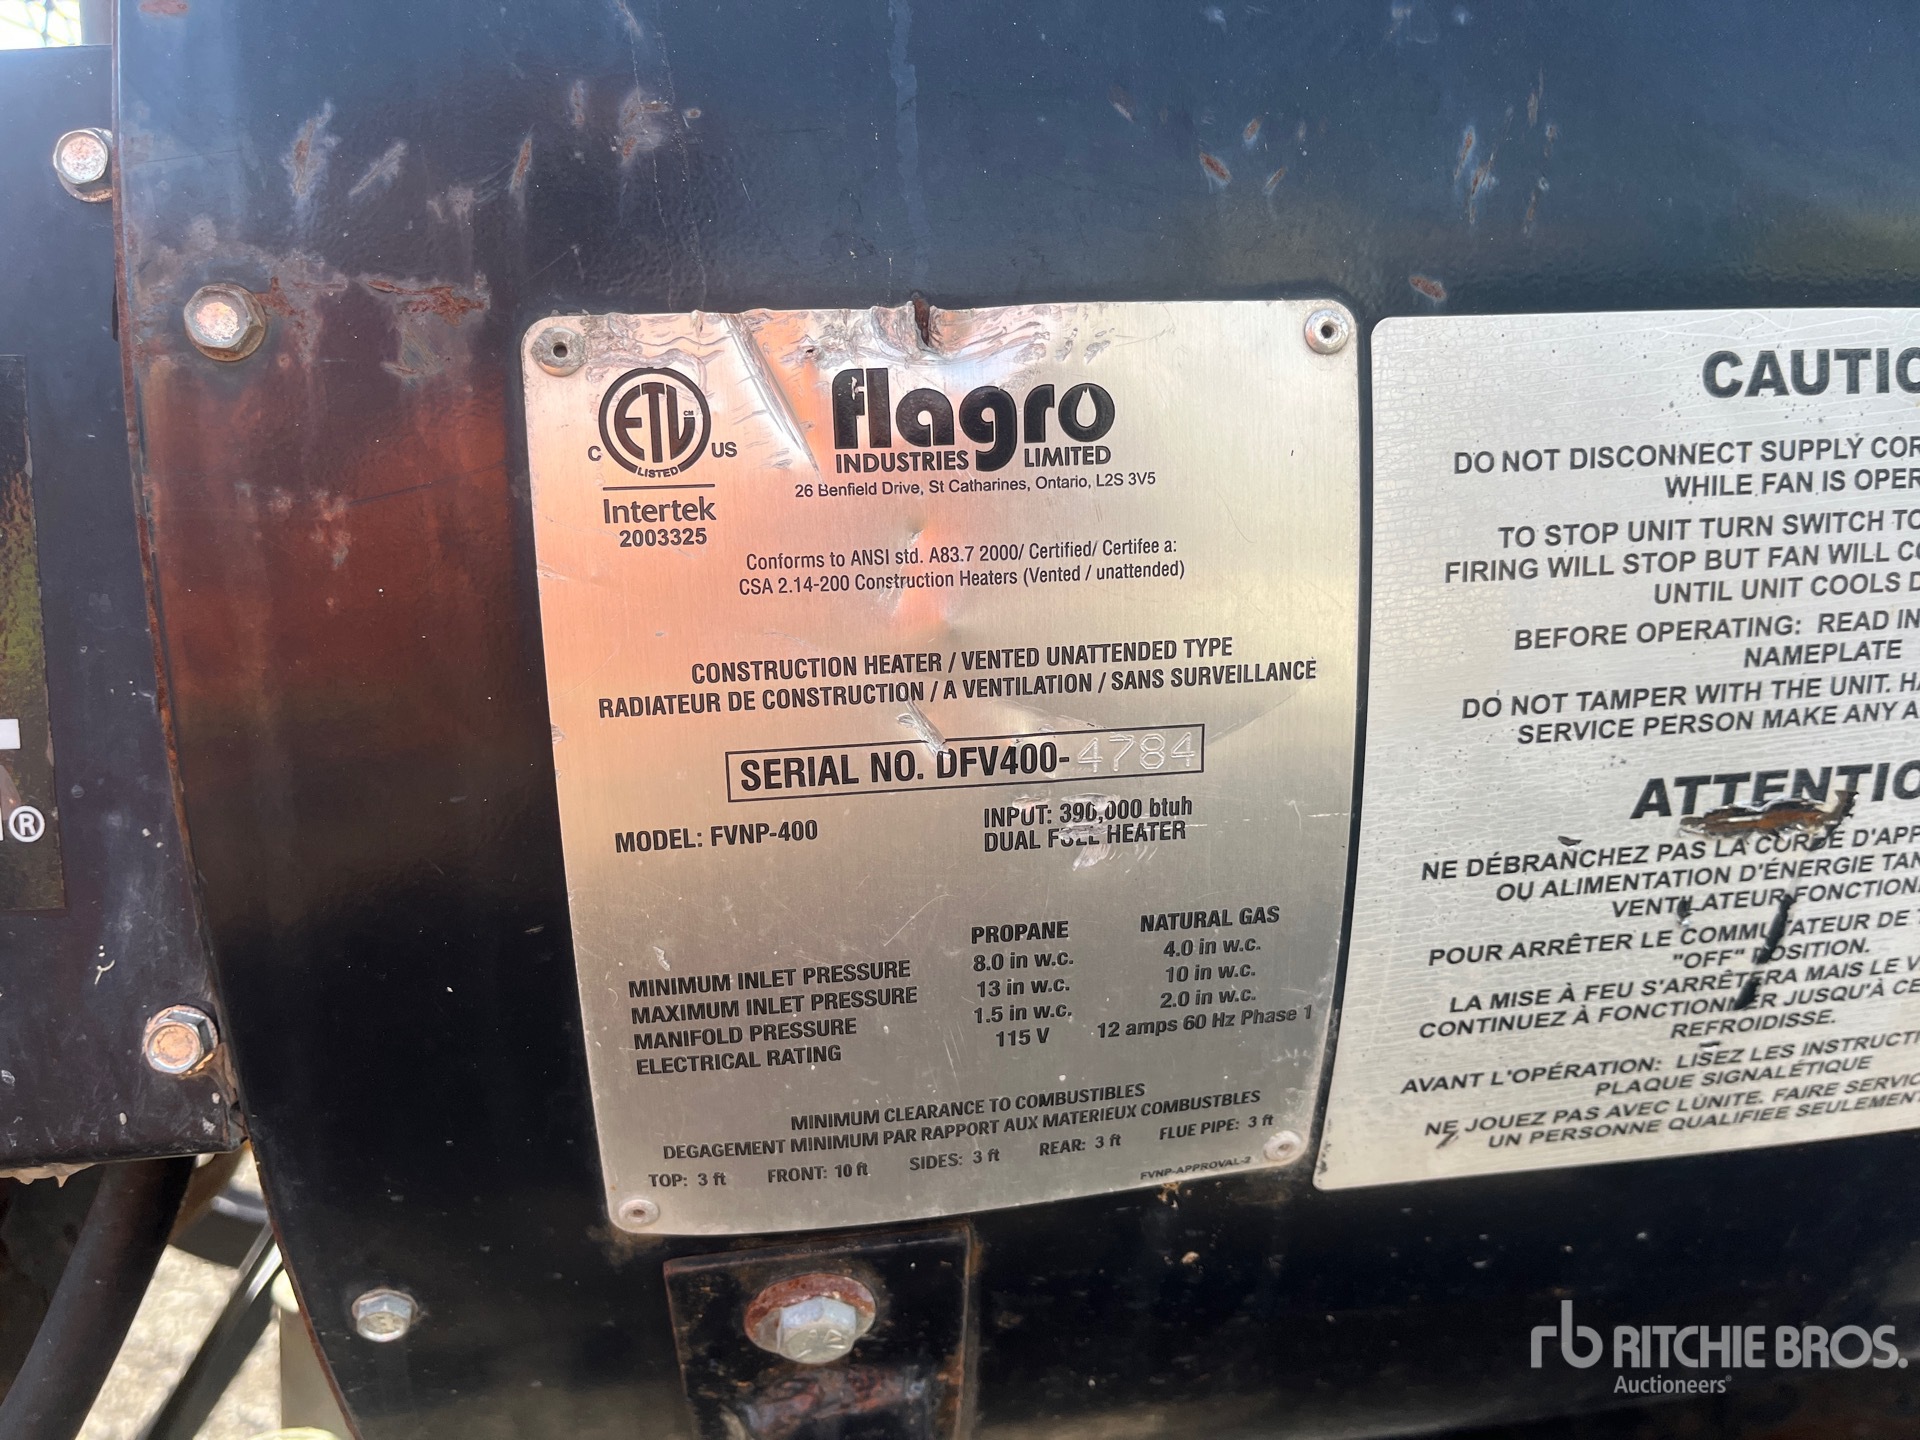 ETL CM
LISTED
C US
Intertek
2003325
flagro
INDUSTRIES LIMITED
26 Benfield Drive, St Catharines, Ontario, L2S 3V5
Conforms to ANSI std. A83.7 2000/ Certified/ Certifee a:
CSA 2.14-200 Construction Heaters (Vented / unattended)
CONSTRUCTION HEATER / VENTED UNATTENDED TYPE
RADIATEUR DE CONSTRUCTION / A VENTILATION / SANS SURVEILLANCE
SERIAL NO. DFV400-4784
MODEL: FVNP-400
INPUT: 390,000 btuh
DUAL FUEL HEATER
PROPANE NATURAL GAS
MINIMUM INLET PRESSURE 8.0 in w.c. 4.0 in w.c.
MAXIMUM INLET PRESSURE 13 in w.c. 10 in w.c.
MANIFOLD PRESSURE 1.5 in w.c. 2.0 in w.c.
ELECTRICAL RATING 115 V 12 amps 60 Hz Phase 1
MINIMUM CLEARANCE TO COMBUSTIBLES
DEGAGEMENT MINIMUM PAR RAPPORT AUX MATERIEUX COMBUSTBLES
TOP: 3 ft FRONT: 10 ft SIDES: 3 ft REAR: 3 ft FLUE PIPE: 3 ft
FVNP-APPROVAL-2
CAUTIO
DO NOT DISCONNECT SUPPLY COR
WHILE FAN IS OPER
TO STOP UNIT TURN SWITCH TO
FIRING WILL STOP BUT FAN WILL CO
UNTIL UNIT COOLS D
BEFORE OPERATING: READ IN
NAMEPLATE
DO NOT TAMPER WITH THE UNIT. HA
SERVICE PERSON MAKE ANY A
ATTENTIO
NE DÉBRANCHEZ PAS LA CORDE D'APP
OU ALIMENTATION D'ÉNERGIE TAN
VENTILATEUR FONCTIONN
POUR ARRÊTER LE COMMUTATEUR DE T
"OFF" POSITION.
LA MISE À FEU S'ARRÊTERA MAIS LE V
CONTINUEZ À FONCTIONNER JUSQU'À CE
REFROIDISSE.
AVANT L'OPÉRATION: LISEZ LES INSTRUCTI
PLAQUE SIGNALÉTIQUE
NE JOUEZ PAS AVEC L'UNITE. FAIRE SERVIC
UN PERSONNE QUALIFIEE SEULEMENT
®
rb RITCHIE BROS.
Auctioneers®